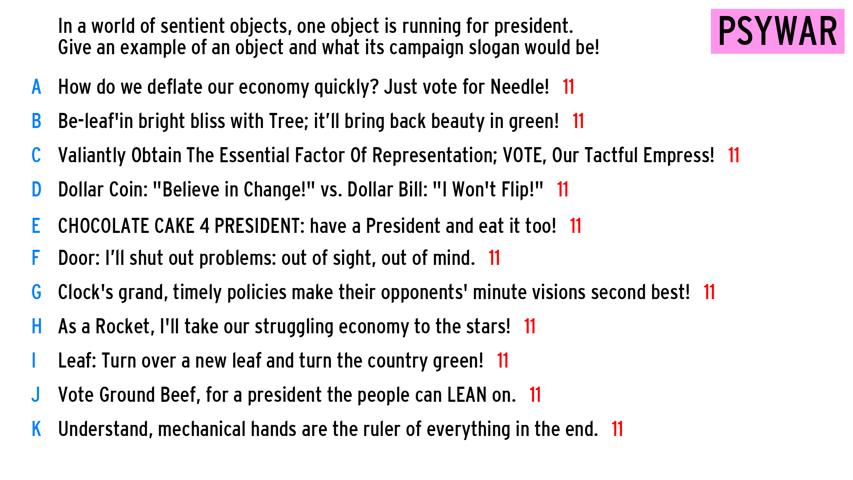 In a world of sentient objects, one object is running for president.
Give an example of an object and what its campaign slogan would be!
PSYWAR
A How do we deflate our economy quickly? Just vote for Needle! 11
B Be-leaf'in bright bliss with Tree; it’ll bring back beauty in green! 11
C Valiantly Obtain The Essential Factor Of Representation; VOTE, Our Tactful Empress! 11
D Dollar Coin: "Believe in Change!" vs. Dollar Bill: "I Won't Flip!" 11
E CHOCOLATE CAKE 4 PRESIDENT: have a President and eat it too! 11
F Door: I’ll shut out problems: out of sight, out of mind. 11
G Clock's grand, timely policies make their opponents' minute visions second best! 11
H As a Rocket, I'll take our struggling economy to the stars! 11
I Leaf: Turn over a new leaf and turn the country green! 11
J Vote Ground Beef, for a president the people can LEAN on. 11
K Understand, mechanical hands are the ruler of everything in the end. 11